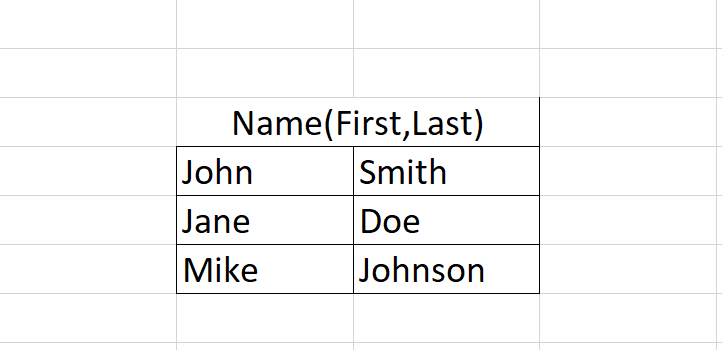 Name(First,Last)
John Smith
Jane Doe
Mike Johnson